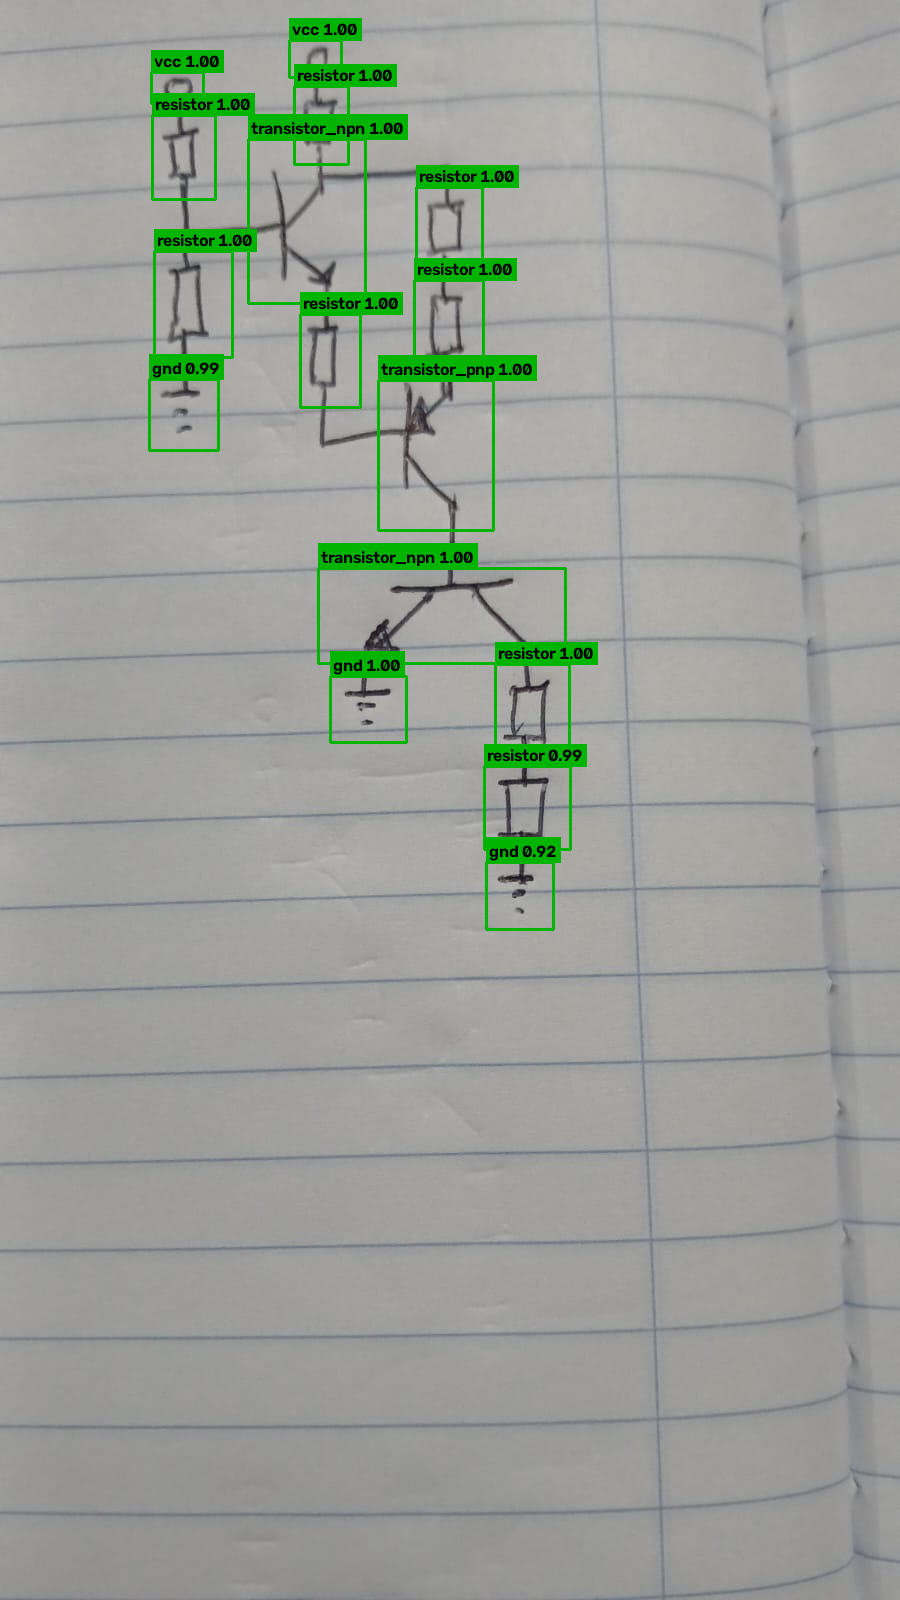 vcc 1.00
vcc 1.00
resistor 1.00
resistor 1.00
transistor_npn 1.00
resistor 1.00
resistor 1.00
resistor 1.00
resistor 1.00
gnd 0.99
transistor_pnp 1.00
transistor_npn 1.00
resistor 1.00
gnd 1.00
resistor 0.99
gnd 0.92